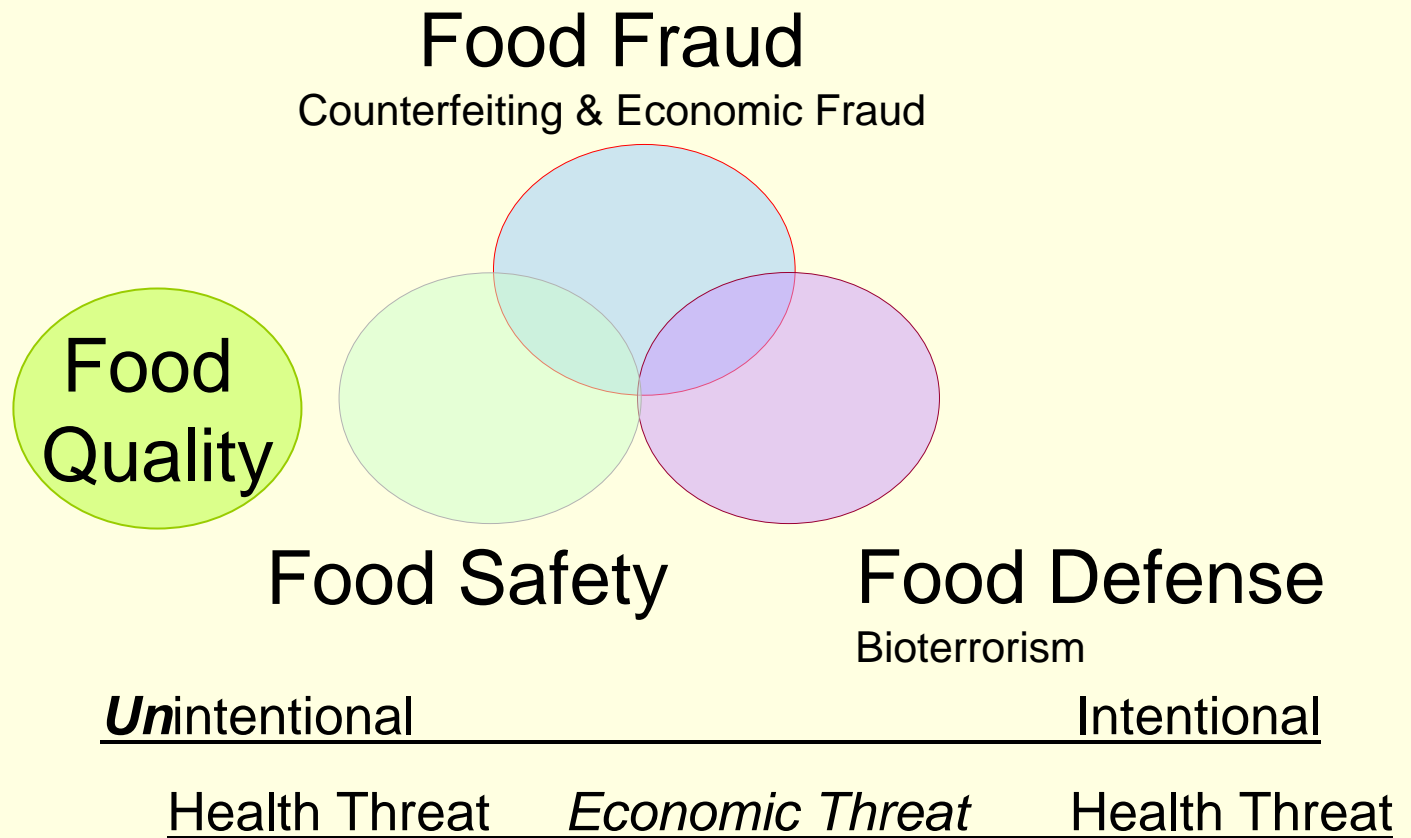 Food Fraud
Counterfeiting & Economic Fraud
Food
Quality
Food Safety
Food Defense
Bioterrorism
Unintentional
Intentional
Health Threat
Economic Threat
Health Threat